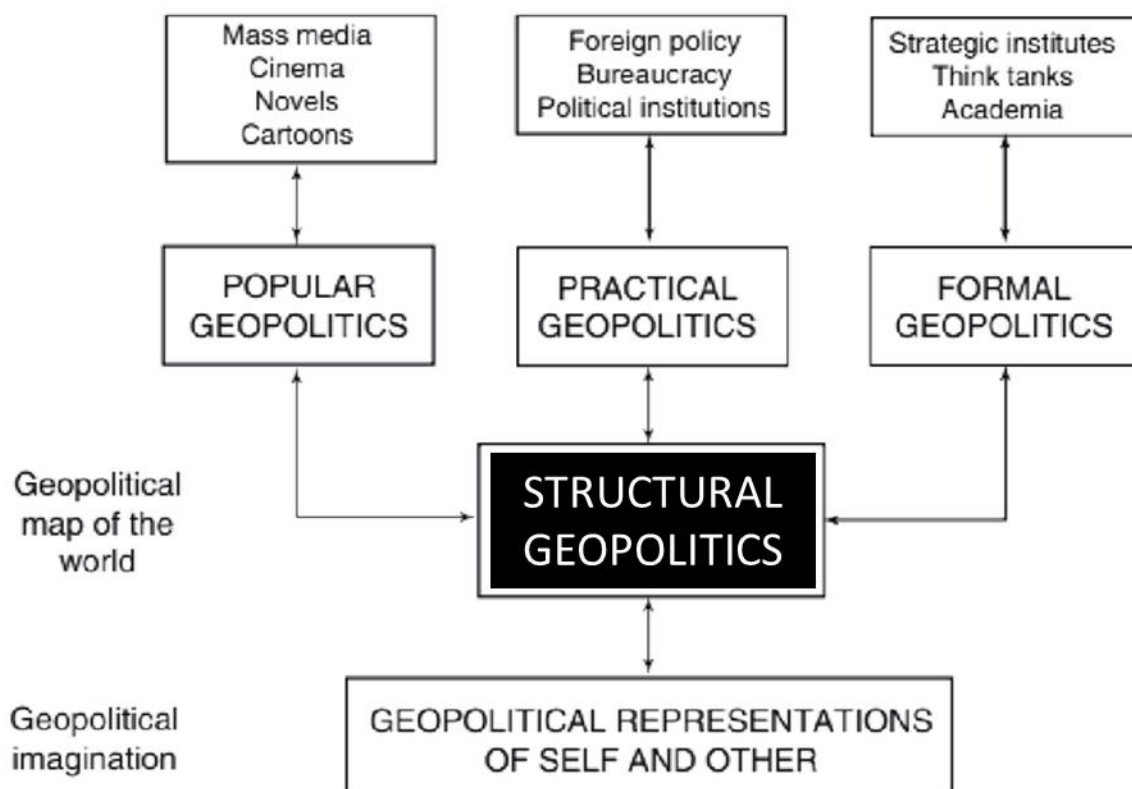 Mass media
Cinema
Novels
Cartoons
Foreign policy
Bureaucracy
Political institutions
Strategic institutes
Think tanks
Academia
POPULAR
GEOPOLITICS
PRACTICAL
GEOPOLITICS
FORMAL
GEOPOLITICS
Geopolitical
map of the
world
STRUCTURAL
GEOPOLITICS
Geopolitical
imagination
GEOPOLITICAL REPRESENTATIONS
OF SELF AND OTHER